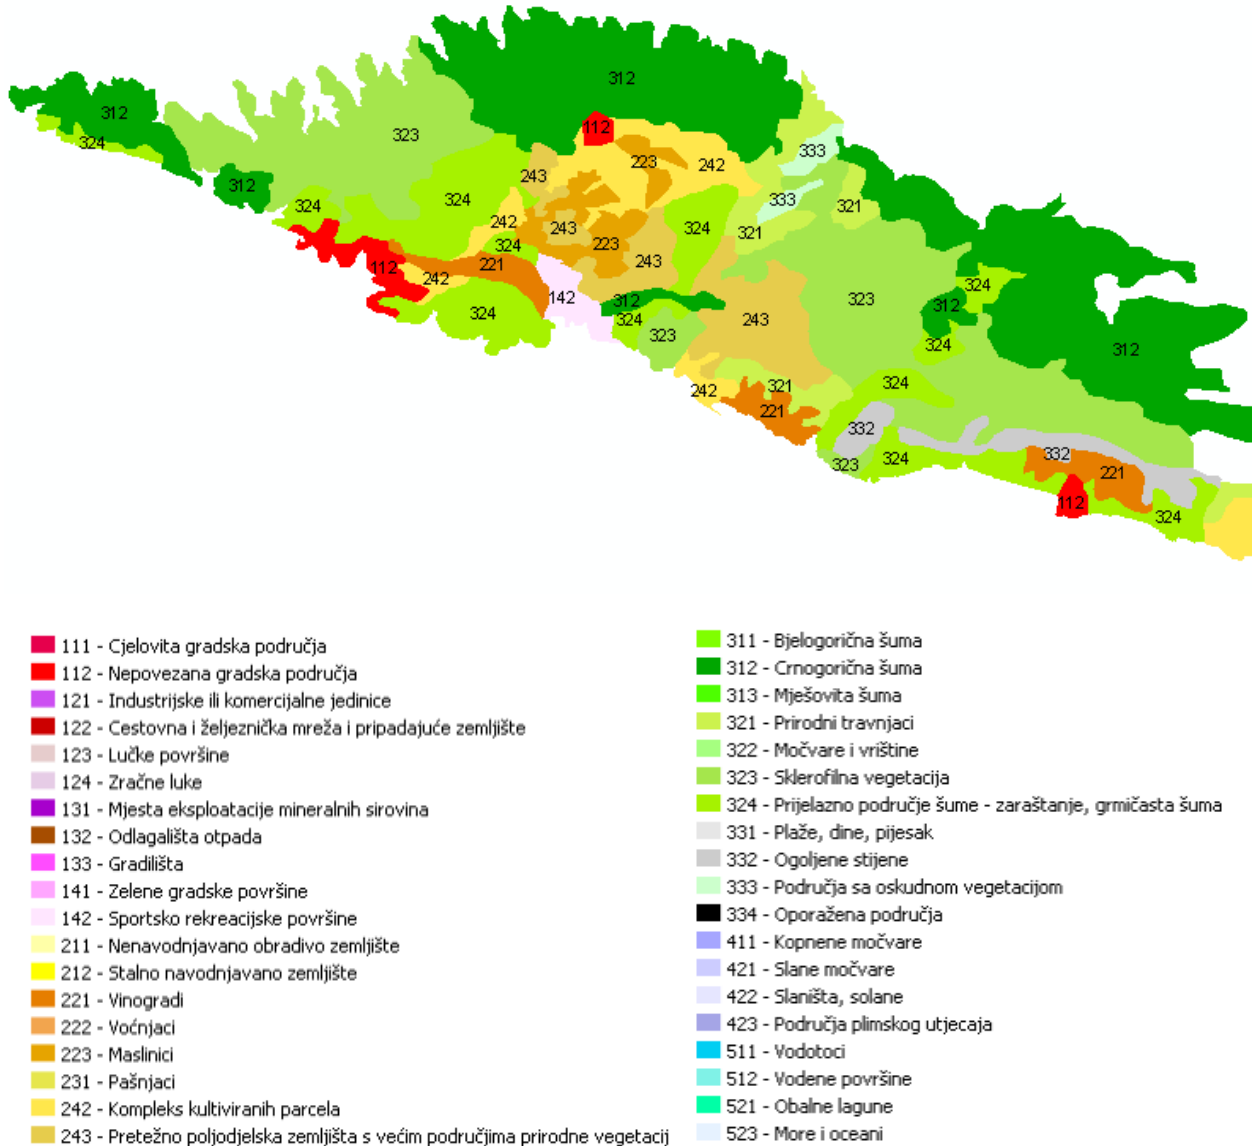 312
312
324
323
112
223
242
333
243
312
324
324
333
321
242
243
223
324
321
324
221
243
112
242
142
324
312
323
312
324
324
243
323
324
312
321
242
221
324
332
323
324
332
221
112
324
111 - Cjelovita gradska područja
112 - Nepovezana gradska područja
121 - Industrijske ili komercijalne jedinice
122 - Cestovna i željeznička mreža i pripadajuće zemljište
123 - Lučke površine
124 - Zračne luke
131 - Mjesta eksploatacije mineralnih sirovina
132 - Odlagališta otpada
133 - Gradilišta
141 - Zelene gradske površine
142 - Sportsko rekreacijske površine
211 - Nenavodnjavano obradivo zemljište
212 - Stalno navodnjavano zemljište
221 - Vinogradi
222 - Voćnjaci
223 - Maslinici
231 - Pašnjaci
242 - Kompleks kultiviranih parcela
243 - Pretežno poljodjelska zemljišta s većim područjima prirodne vegetacij
311 - Bjelogorična šuma
312 - Crnogorična šuma
313 - Mješovita šuma
321 - Prirodni travnjaci
322 - Močvare i vrištine
323 - Sklerofilna vegetacija
324 - Prijelazno područje šume - zaraštanje, grmičasta šuma
331 - Plaže, dine, pijesak
332 - Ogoljene stijene
333 - Područja sa oskudnom vegetacijom
334 - Oporažena područja
411 - Kopnene močvare
421 - Slane močvare
422 - Slaništa, solane
423 - Područja plimskog utjecaja
511 - Vodotoci
512 - Vodene površine
521 - Obalne lagune
523 - More i oceani